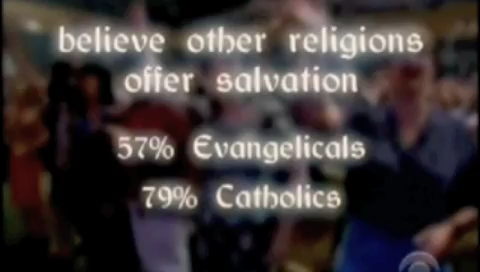 believe other religions
offer salvation
57% Evangelicals
79% Catholics